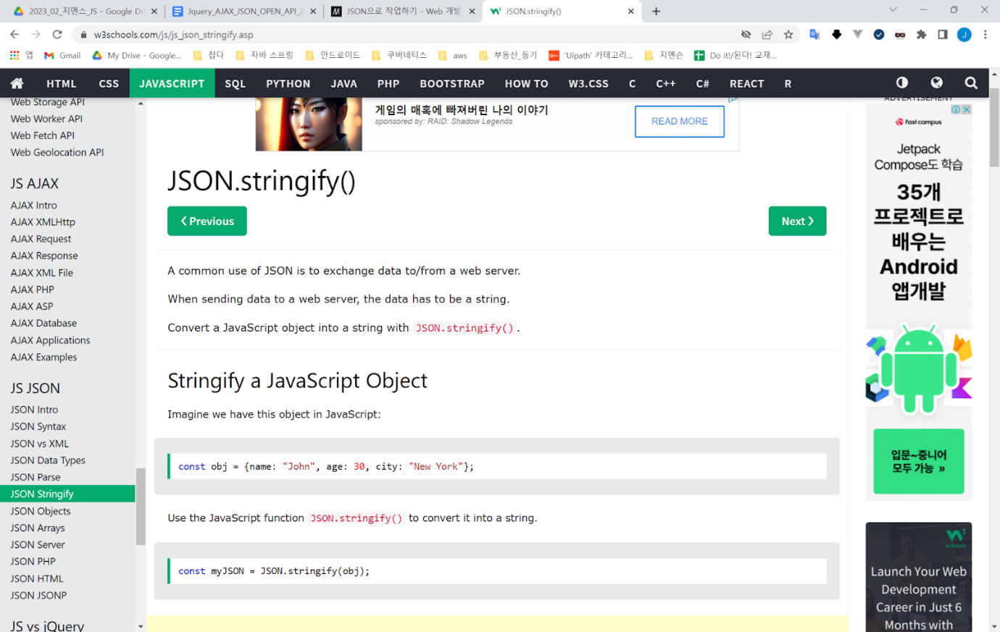 2023_02_지멘스_JS - Google Dri
Jquery_AJAX_JSON_OPEN_API_2
JSON으로 작업하기 - Web 개발
JSON.stringify()
w3schools.com/js/js_json_stringify.asp
J
앱
Gmail
My Drive - Google...
잡다
자바 스프링
안드로이드
쿠버네티스
aws
부동산_등기
'Uipath' 카테고리...
지멘슨
Do it!/된다! 교재...
HTML
CSS
JAVASCRIPT
SQL
PYTHON
JAVA
PHP
BOOTSTRAP
HOW TO
W3.CSS
C
C++
C#
REACT
R
Web Storage API
Web Worker API
Web Fetch API
Web Geolocation API
JS AJAX
AJAX Intro
AJAX XMLHttp
AJAX Request
AJAX Response
AJAX XML File
AJAX PHP
AJAX ASP
AJAX Database
AJAX Applications
AJAX Examples
JS JSON
JSON Intro
JSON Syntax
JSON vs XML
JSON Data Types
JSON Parse
JSON Stringify
JSON Objects
JSON Arrays
JSON Server
JSON PHP
JSON HTML
JSON JSONP
JS vs jQuery
게임의 매혹에 빠져버린 나의 이야기
sponsored by: RAID: Shadow Legends
READ MORE
JSON.stringify()
❮ Previous
Next ❯
A common use of JSON is to exchange data to/from a web server.
When sending data to a web server, the data has to be a string.
Convert a JavaScript object into a string with JSON.stringify().
Stringify a JavaScript Object
Imagine we have this object in JavaScript:
const obj = {name: "John", age: 30, city: "New York"};
Use the JavaScript function JSON.stringify() to convert it into a string.
const myJSON = JSON.stringify(obj);
ADVERTISEMENT
Fast campus
Jetpack
Compose도 학습
35개
프로젝트로
배우는
Android
앱개발
입문~중니어
모두 가능 »
W3
schools
Launch Your Web
Development
Career in Just 6
Months with